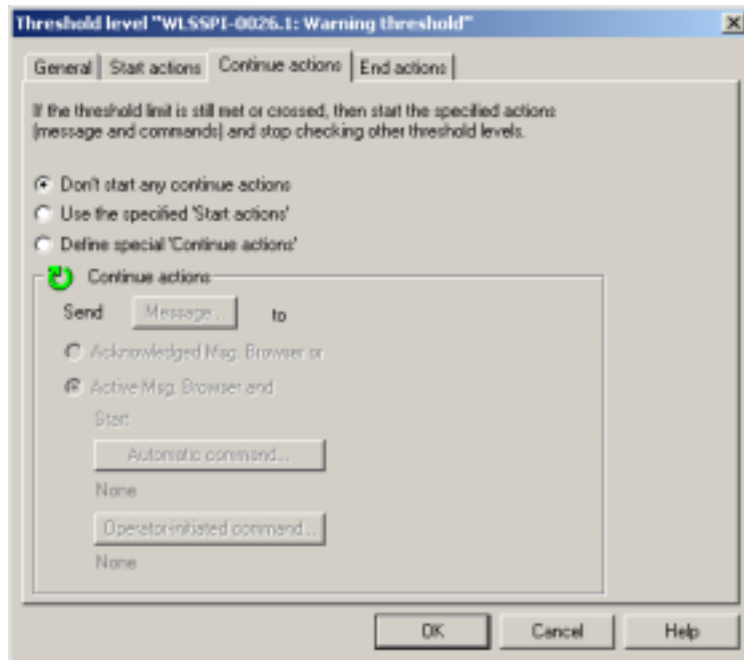 Threshold level "WLSSPI-0026.1: Warning threshold"
General Start actions Continue actions End actions
If the threshold limit is still met or crossed, then start the specified actions
(message and commands) and stop checking other threshold levels.
Don't start any continue actions
Use the specified 'Start actions'
Define special 'Continue actions'
Continue actions
Send Message... to
Acknowledged Msg. Browser or
Active Msg. Browser and
Start
Automatic command...
None
Operator-initiated command...
None
OK Cancel Help